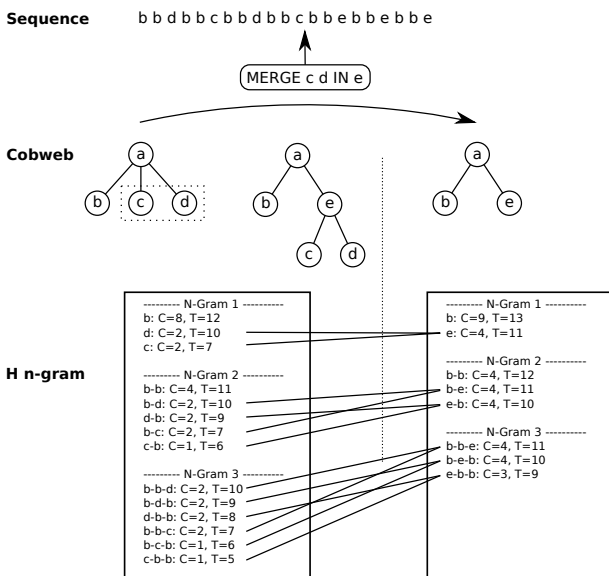 Sequence
b b d b b c b b d b b c b b e b b e b b e
MERGE c d IN e
Cobweb
a
b c d
a
b e
c d
a
b e
H n-gram
--------- N-Gram 1 ----------
b: C=8, T=12
d: C=2, T=10
c: C=2, T=7
--------- N-Gram 2 ----------
b-b: C=4, T=11
b-d: C=2, T=10
d-b: C=2, T=9
b-c: C=2, T=7
c-b: C=1, T=6
--------- N-Gram 3 ----------
b-b-d: C=2, T=10
b-d-b: C=2, T=9
d-b-b: C=2, T=8
b-b-c: C=2, T=7
b-c-b: C=1, T=6
c-b-b: C=1, T=5
--------- N-Gram 1 ----------
b: C=9, T=13
e: C=4, T=11
--------- N-Gram 2 ----------
b-b: C=4, T=12
b-e: C=4, T=11
e-b: C=4, T=10
--------- N-Gram 3 ----------
b-b-e: C=4, T=11
b-e-b: C=4, T=10
e-b-b: C=3, T=9